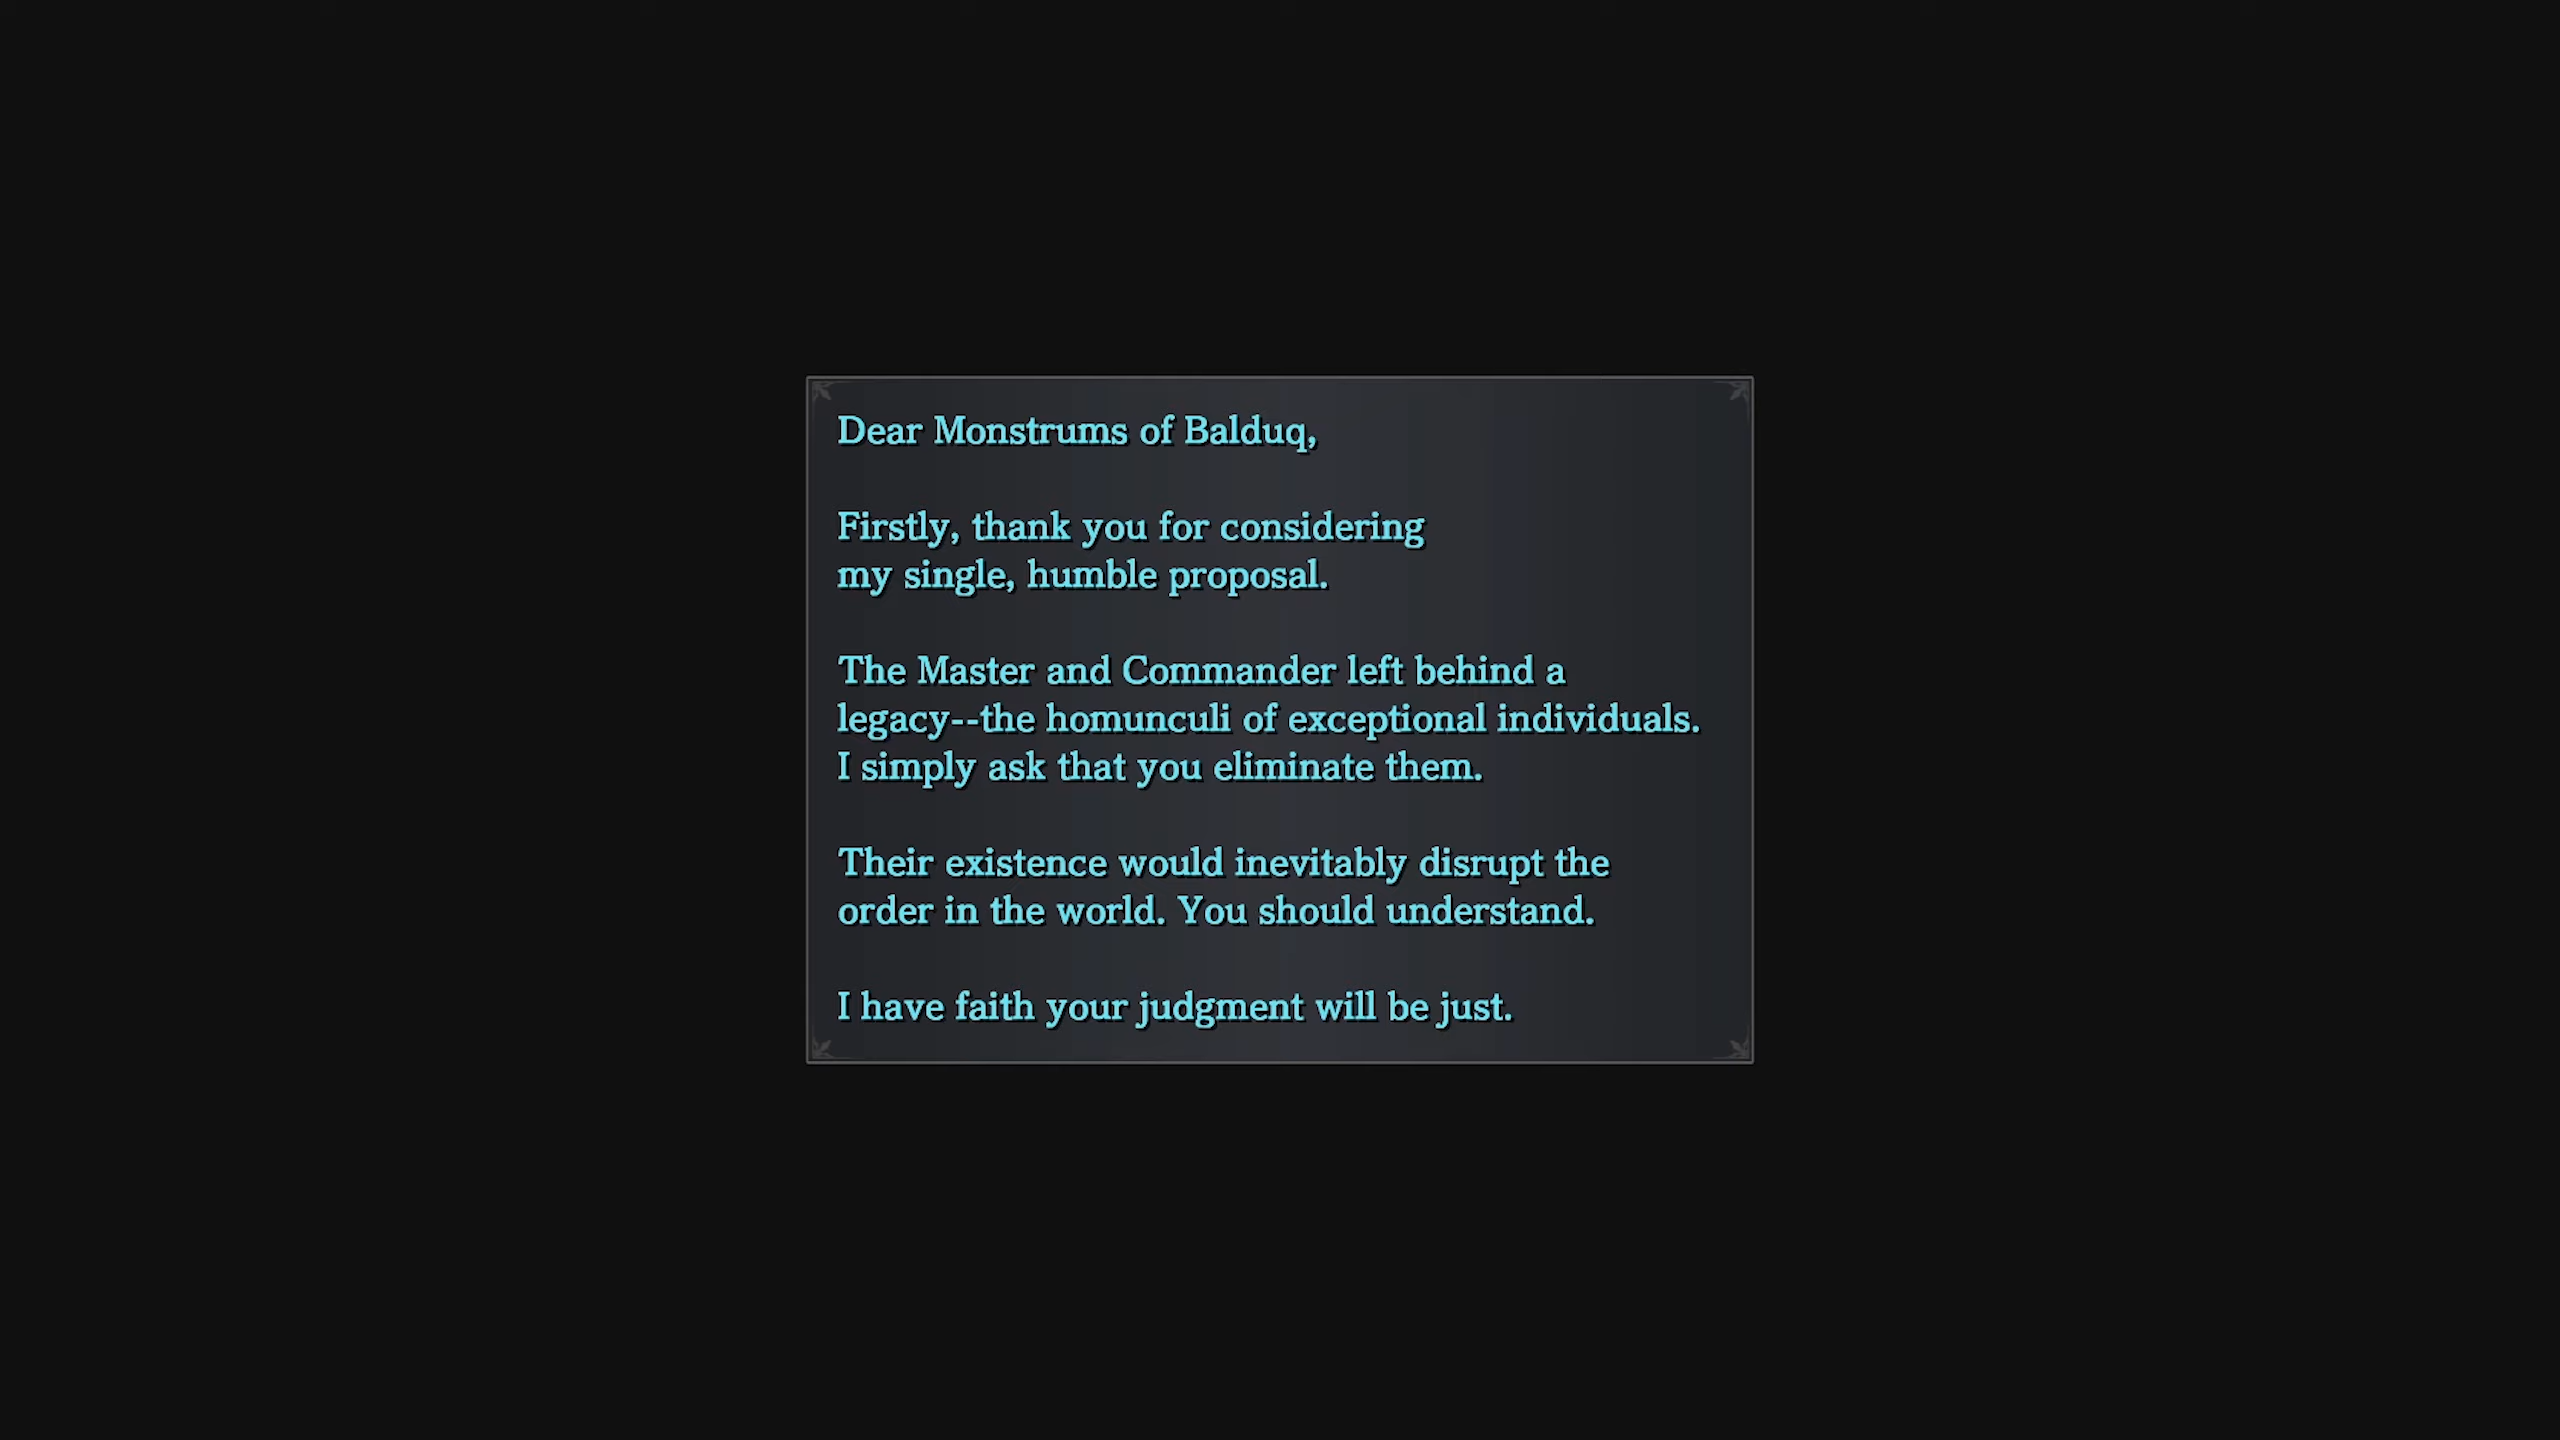 Dear Monstrums of Balduq,
Firstly, thank you for considering
my single, humble proposal.
The Master and Commander left behind a
legacy--the homunculi of exceptional individuals.
I simply ask that you eliminate them.
Their existence would inevitably disrupt the
order in the world. You should understand.
I have faith your judgment will be just.